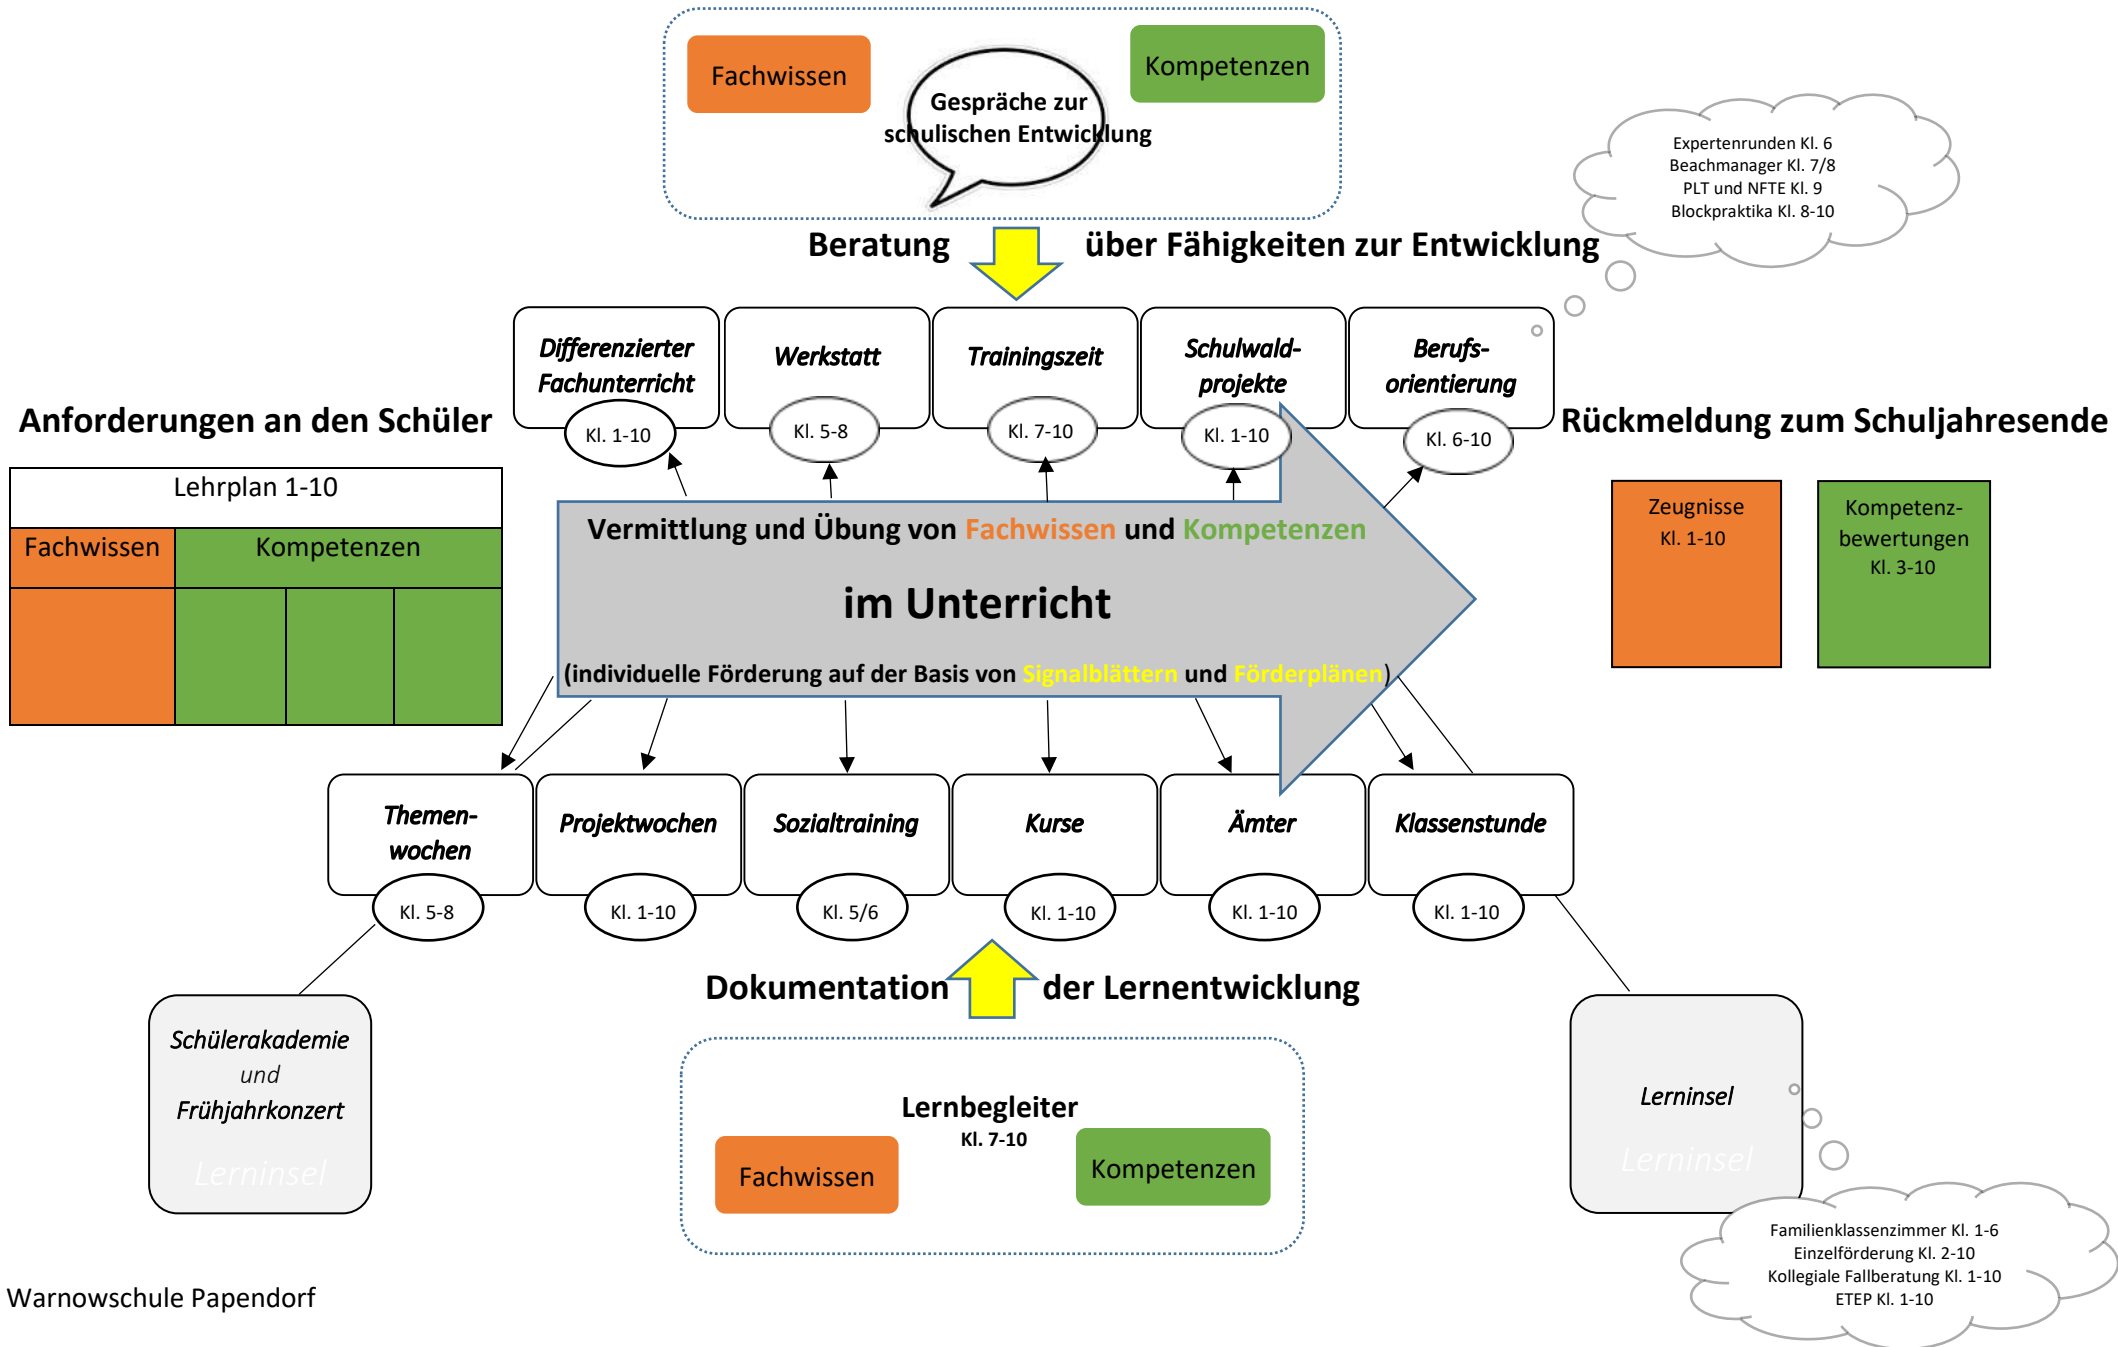 Fachwissen
Kompetenzen
Gespräche zur
schulischen Entwicklung
Expertenrunden Kl. 6
Beachmanager Kl. 7/8
PLT und NFTE Kl. 9
Blockpraktika Kl. 8-10
Beratung über Fähigkeiten zur Entwicklung
Differenzierter
Fachunterricht
Kl. 1-10
Werkstatt
Kl. 5-8
Trainingszeit
Kl. 7-10
Schulwald-
projekte
Kl. 1-10
Berufs-
orientierung
Kl. 6-10
Anforderungen an den Schüler
Lehrplan 1-10
Fachwissen
Kompetenzen
Vermittlung und Übung von Fachwissen und Kompetenzen
im Unterricht
(individuelle Förderung auf der Basis von Signalblättern und Förderplänen)
Rückmeldung zum Schuljahresende
Zeugnisse
Kl. 1-10
Kompetenz-
bewertungen
Kl. 3-10
Themen-
wochen
Kl. 5-8
Projektwochen
Kl. 1-10
Sozialtraining
Kl. 5/6
Kurse
Kl. 1-10
Ämter
Kl. 1-10
Klassenstunde
Kl. 1-10
Dokumentation der Lernentwicklung
Schülerakademie
und
Frühjahrkonzert
Lerninsel
Lernbegleiter
Kl. 7-10
Fachwissen
Kompetenzen
Lerninsel
Lerninsel
Familienklassenzimmer Kl. 1-6
Einzelförderung Kl. 2-10
Kollegiale Fallberatung Kl. 1-10
ETEP Kl. 1-10
Warnowschule Papendorf